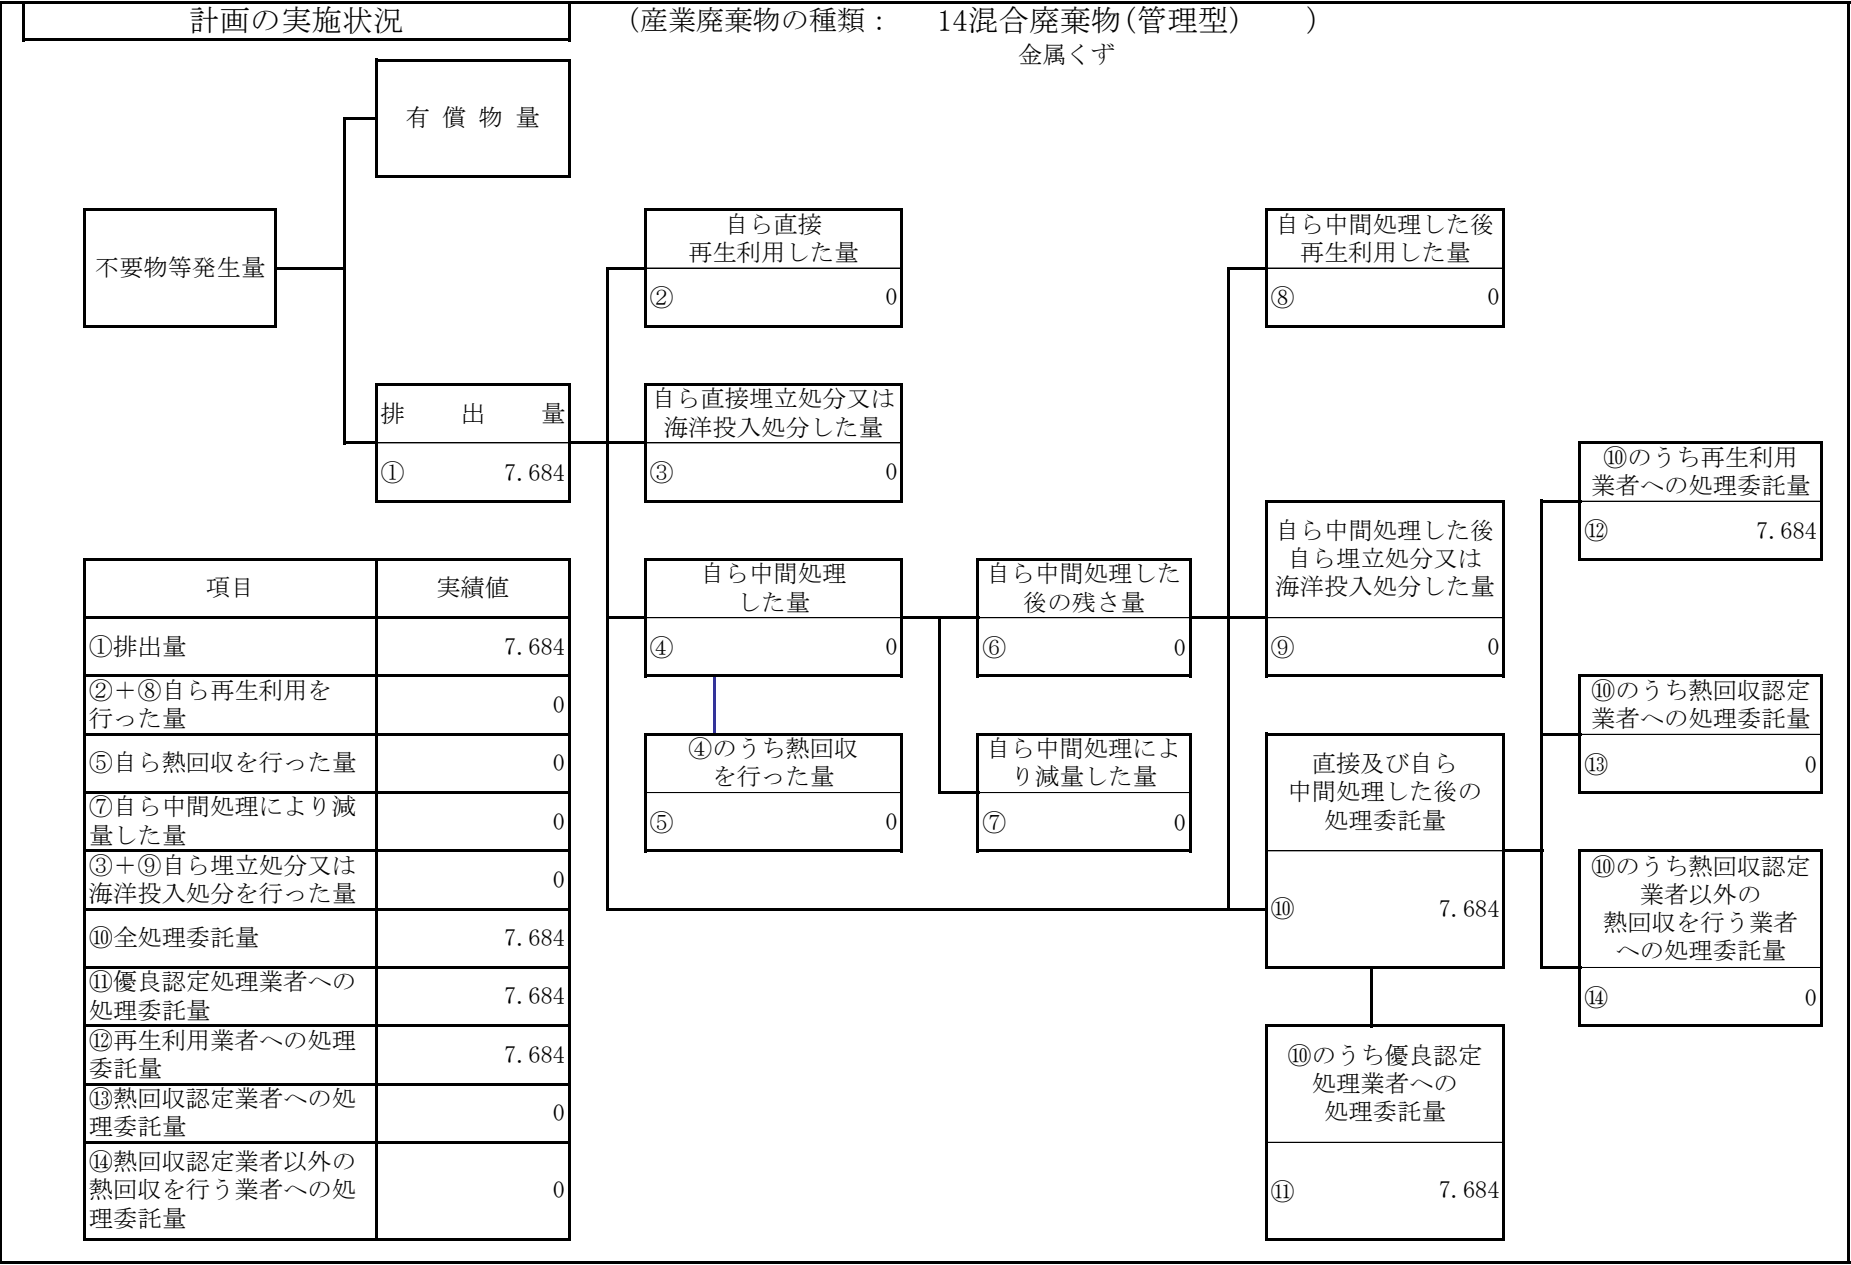 計画の実施状況
(産業廃棄物の種類： 14混合廃棄物(管理型) )
金属くず
有償物量
不要物等発生量
自ら直接
再生利用した量
② 0
自ら中間処理した後
再生利用した量
⑧ 0
排出量
① 7.684
自ら直接埋立処分又は
海洋投入処分した量
③ 0
⑩のうち再生利用
業者への処理委託量
⑫ 7.684
自ら中間処理した後
自ら埋立処分又は
海洋投入処分した量
⑨ 0
自ら中間処理
した量
④ 0
自ら中間処理した
後の残さ量
⑥ 0
⑩のうち熱回収認定
業者への処理委託量
⑬ 0
④のうち熱回収
を行った量
⑤ 0
自ら中間処理によ
り減量した量
⑦ 0
直接及び自ら
中間処理した後の
処理委託量
⑩ 7.684
⑩のうち熱回収認定
業者以外の
熱回収を行う業者
への処理委託量
⑭ 0
⑩のうち優良認定
処理業者への
処理委託量
⑪ 7.684
項目 実績値
①排出量 7.684
②＋⑧自ら再生利用を
行った量 0
⑤自ら熱回収を行った量 0
⑦自ら中間処理により減
量した量 0
③＋⑨自ら埋立処分又は
海洋投入処分を行った量 0
⑩全処理委託量 7.684
⑪優良認定処理業者への
処理委託量 7.684
⑫再生利用業者への処理
委託量 7.684
⑬熱回収認定業者への処
理委託量 0
⑭熱回収認定業者以外の
熱回収を行う業者への処
理委託量 0